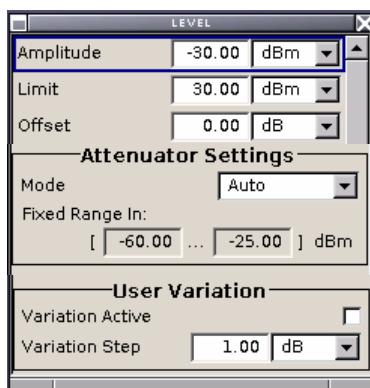 LEVEL
Amplitude -30.00 dBm
Limit 30.00 dBm
Offset 0.00 dB
Attenuator Settings
Mode Auto
Fixed Range In:
[ -60.00 ... -25.00 ] dBm
User Variation
Variation Active
Variation Step 1.00 dB